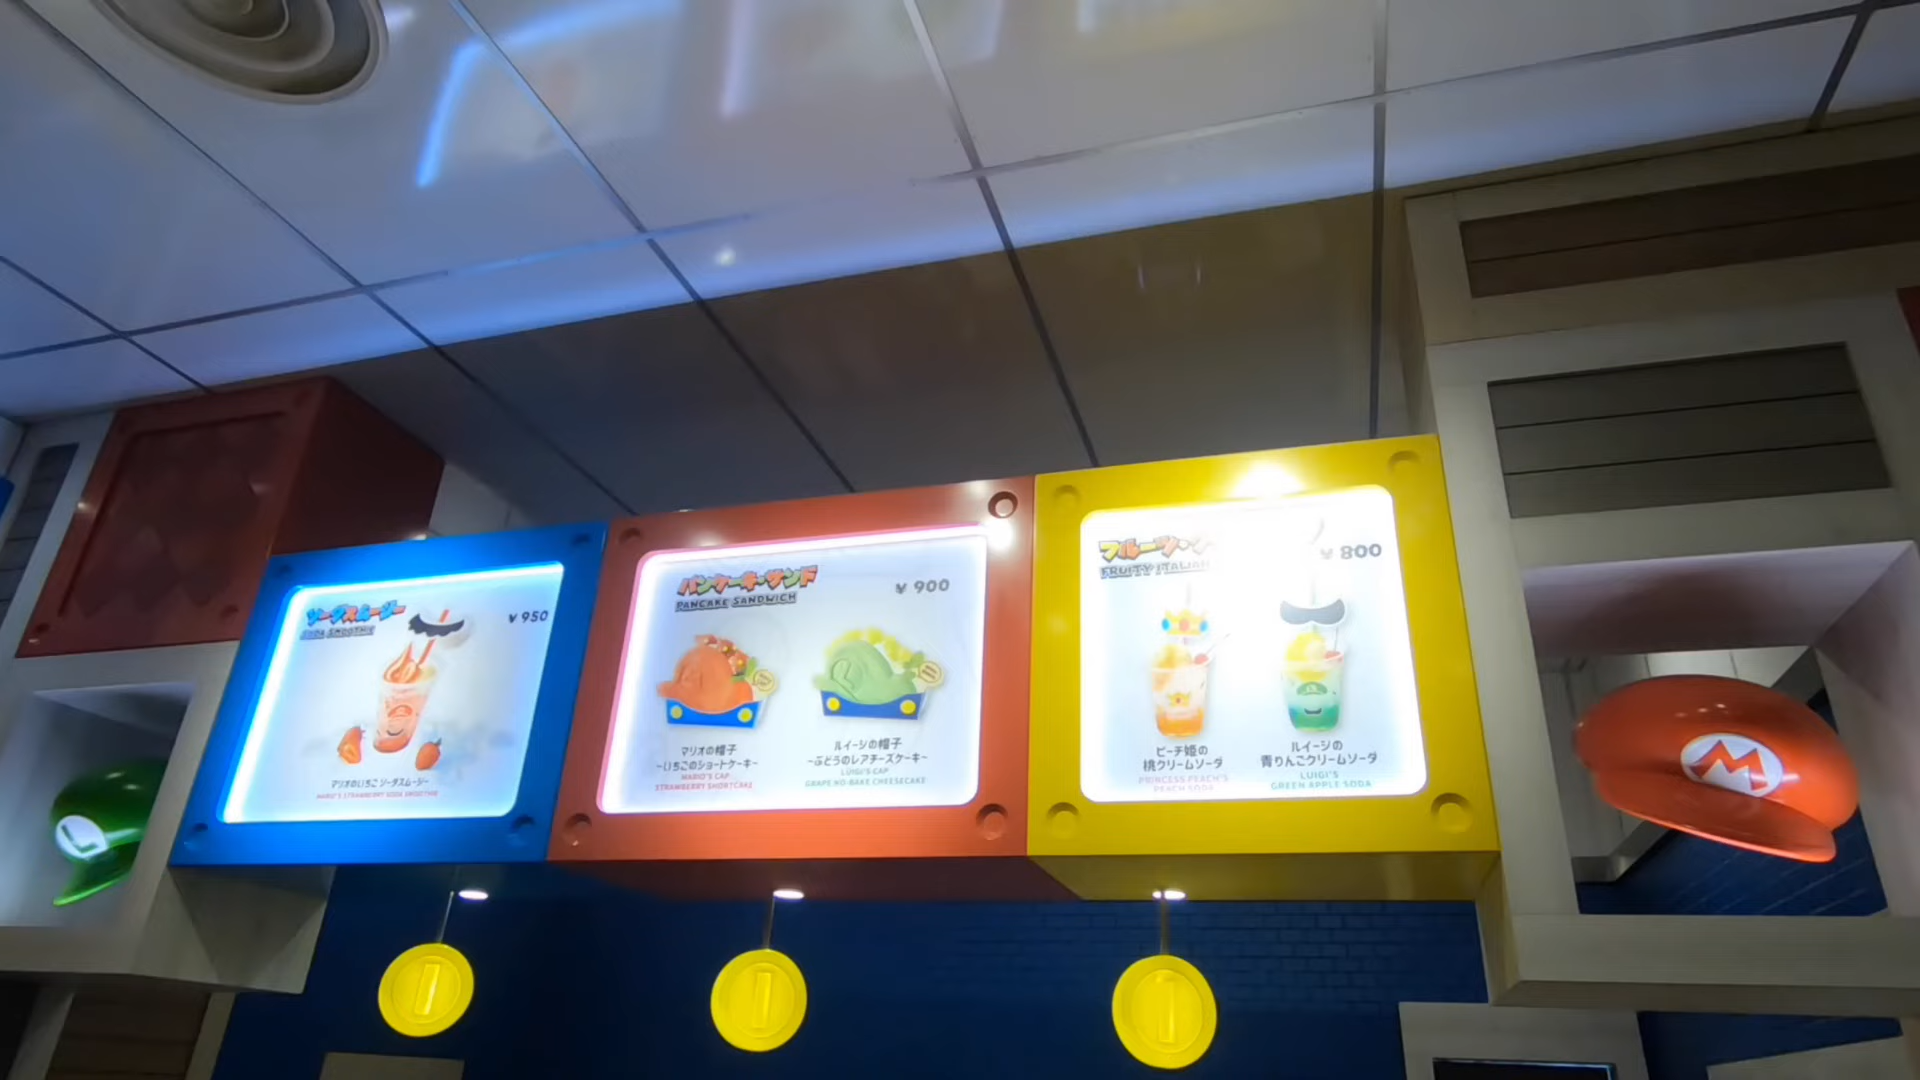 ソーダスムージー
SODA SMOOTHIE
¥ 950
マリオのいちご ソーダスムージー
MARIO'S STRAWBERRY SODA SMOOTHIE
パンケーキ・サンド
PANCAKE SANDWICH
¥ 900
マリオの帽子
~いちごのショートケーキ~
MARIO'S CAP
STRAWBERRY SHORTCAKE
ルイージの帽子
~ぶどうのレアチーズケーキ~
LUIGI'S CAP
GRAPE NO-BAKE CHEESECAKE
フルーツ・
FRUITY ITALIAN
¥ 800
ピーチ姫の
桃クリームソーダ
PRINCESS PEACH'S
PEACH SODA
ルイージの
青りんごクリームソーダ
LUIGI'S
GREEN APPLE SODA
L
M